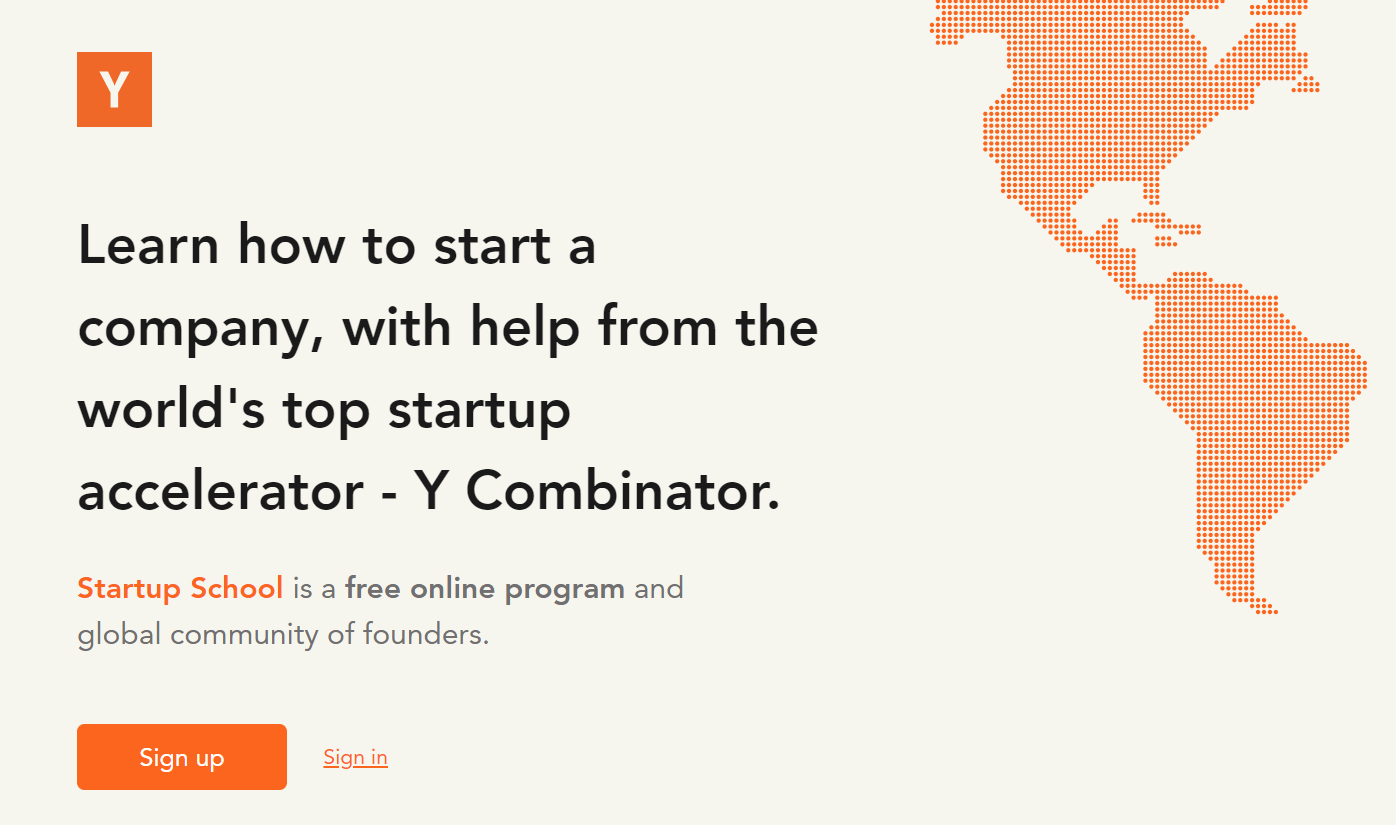 Y
Learn how to start a
company, with help from the
world's top startup
accelerator - Y Combinator.
Startup School is a free online program and
global community of founders.
Sign up
Sign in